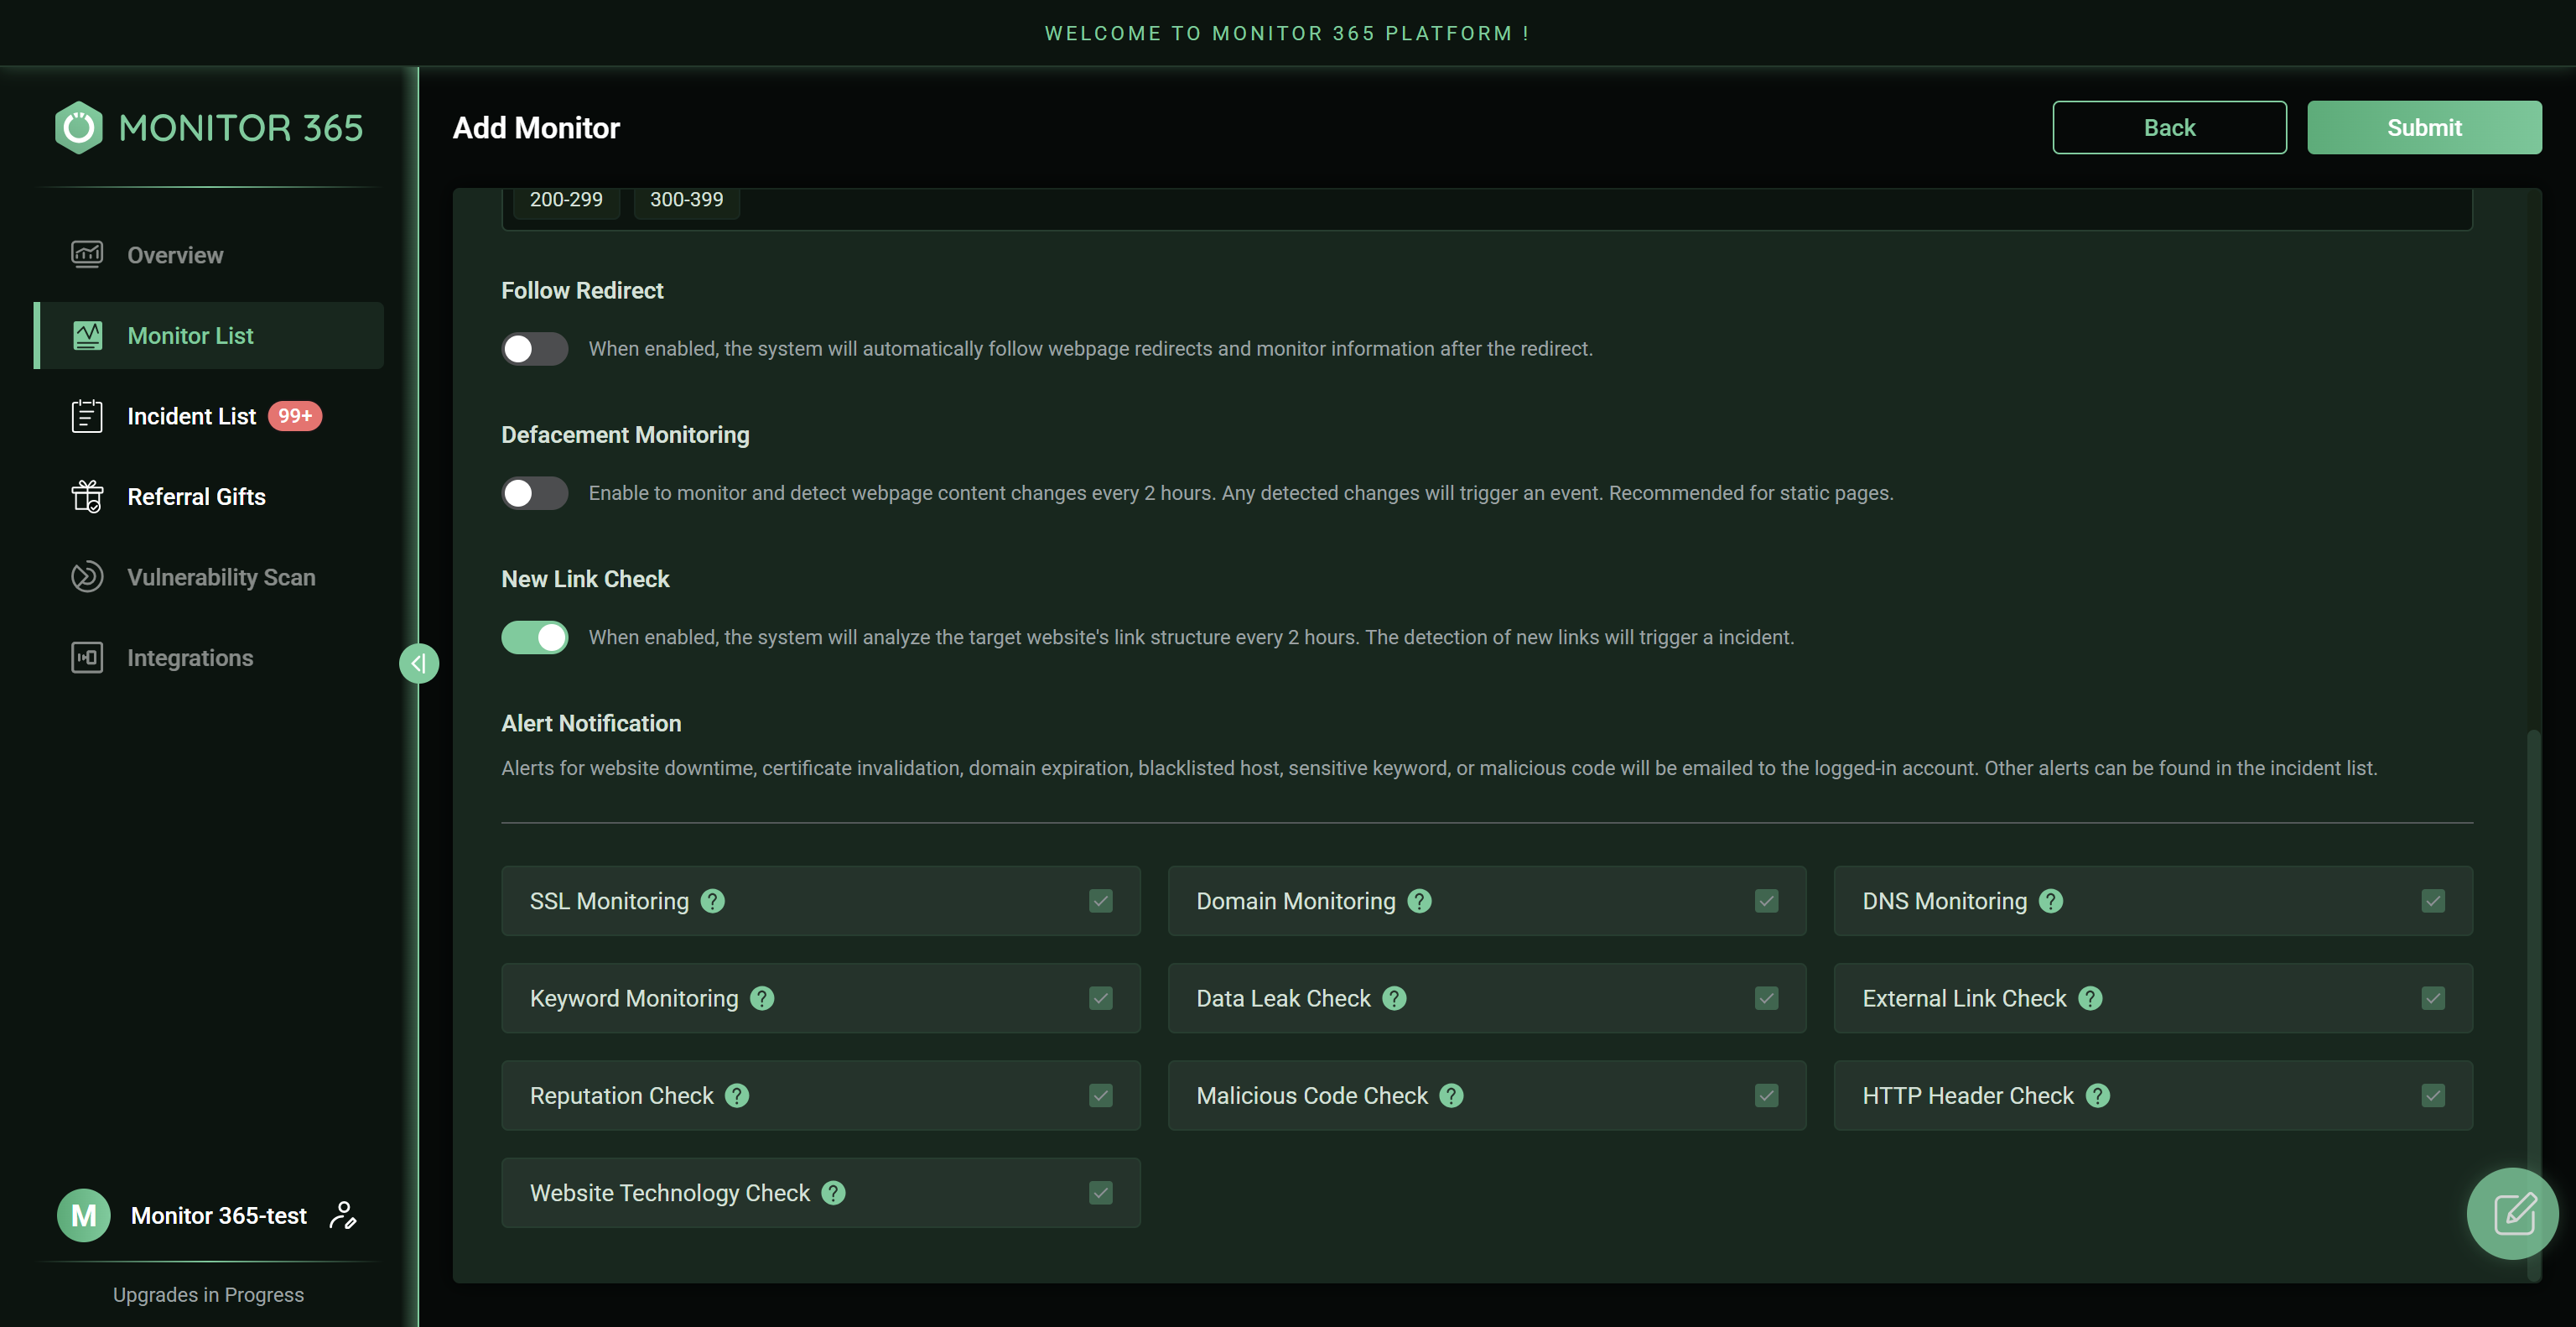 WELCOME TO MONITOR 365 PLATFORM !
MONITOR 365
Overview
Monitor List
Incident List 99+
Referral Gifts
Vulnerability Scan
Integrations
M Monitor 365-test
Upgrades in Progress
Add Monitor
Back
Submit
200-299 300-399
Follow Redirect
When enabled, the system will automatically follow webpage redirects and monitor information after the redirect.
Defacement Monitoring
Enable to monitor and detect webpage content changes every 2 hours. Any detected changes will trigger an event. Recommended for static pages.
New Link Check
When enabled, the system will analyze the target website's link structure every 2 hours. The detection of new links will trigger a incident.
Alert Notification
Alerts for website downtime, certificate invalidation, domain expiration, blacklisted host, sensitive keyword, or malicious code will be emailed to the logged-in account. Other alerts can be found in the incident list.
SSL Monitoring ?
Domain Monitoring ?
DNS Monitoring ?
Keyword Monitoring ?
Data Leak Check ?
External Link Check ?
Reputation Check ?
Malicious Code Check ?
HTTP Header Check ?
Website Technology Check ?